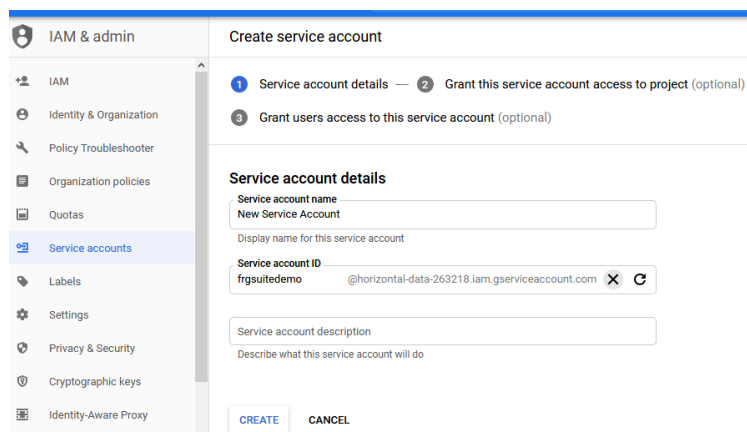 IAM & admin
Create service account
IAM
Identity & Organization
Policy Troubleshooter
Organization policies
Quotas
Service accounts
Labels
Settings
Privacy & Security
Cryptographic keys
Identity-Aware Proxy
1 Service account details — 2 Grant this service account access to project (optional)
3 Grant users access to this service account (optional)
Service account details
Service account name
New Service Account
Display name for this service account
Service account ID
frgsuitedemo @horizontal-data-263218.iam.gserviceaccount.com
Service account description
Describe what this service account will do
CREATE CANCEL